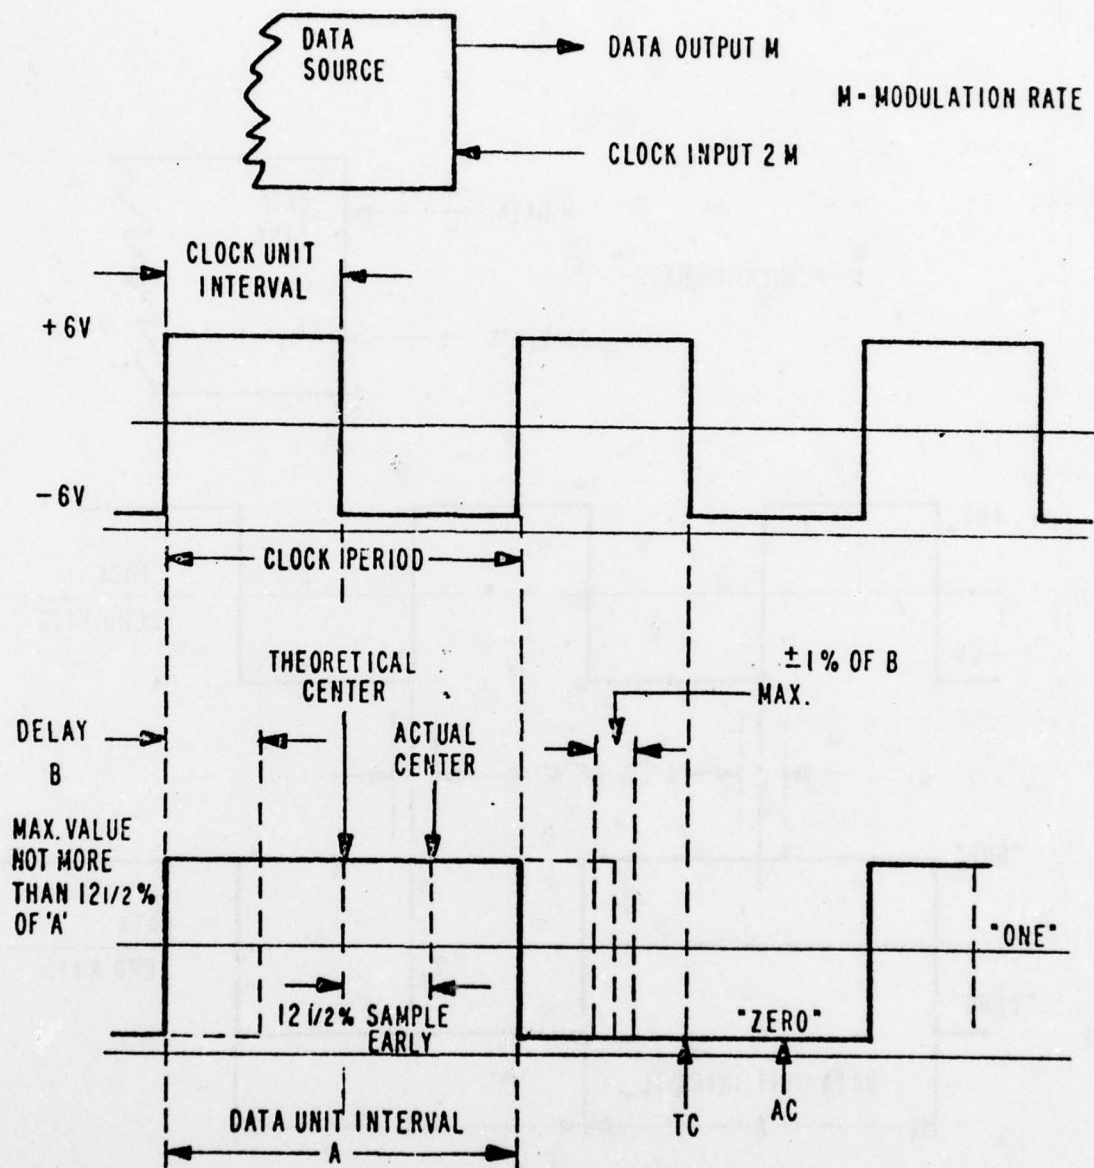 DATA
SOURCE
DATA OUTPUT M
M-MODULATION RATE
CLOCK INPUT 2 M
CLOCK UNIT
INTERVAL
+6V
-6V
CLOCK PERIOD
THEORETICAL
CENTER
±1% OF B
MAX.
DELAY
B
ACTUAL
CENTER
MAX. VALUE
NOT MORE
THAN 12 1/2 %
OF 'A'
"ONE"
12 1/2% SAMPLE
EARLY
"ZERO"
TC
AC
DATA UNIT INTERVAL
A